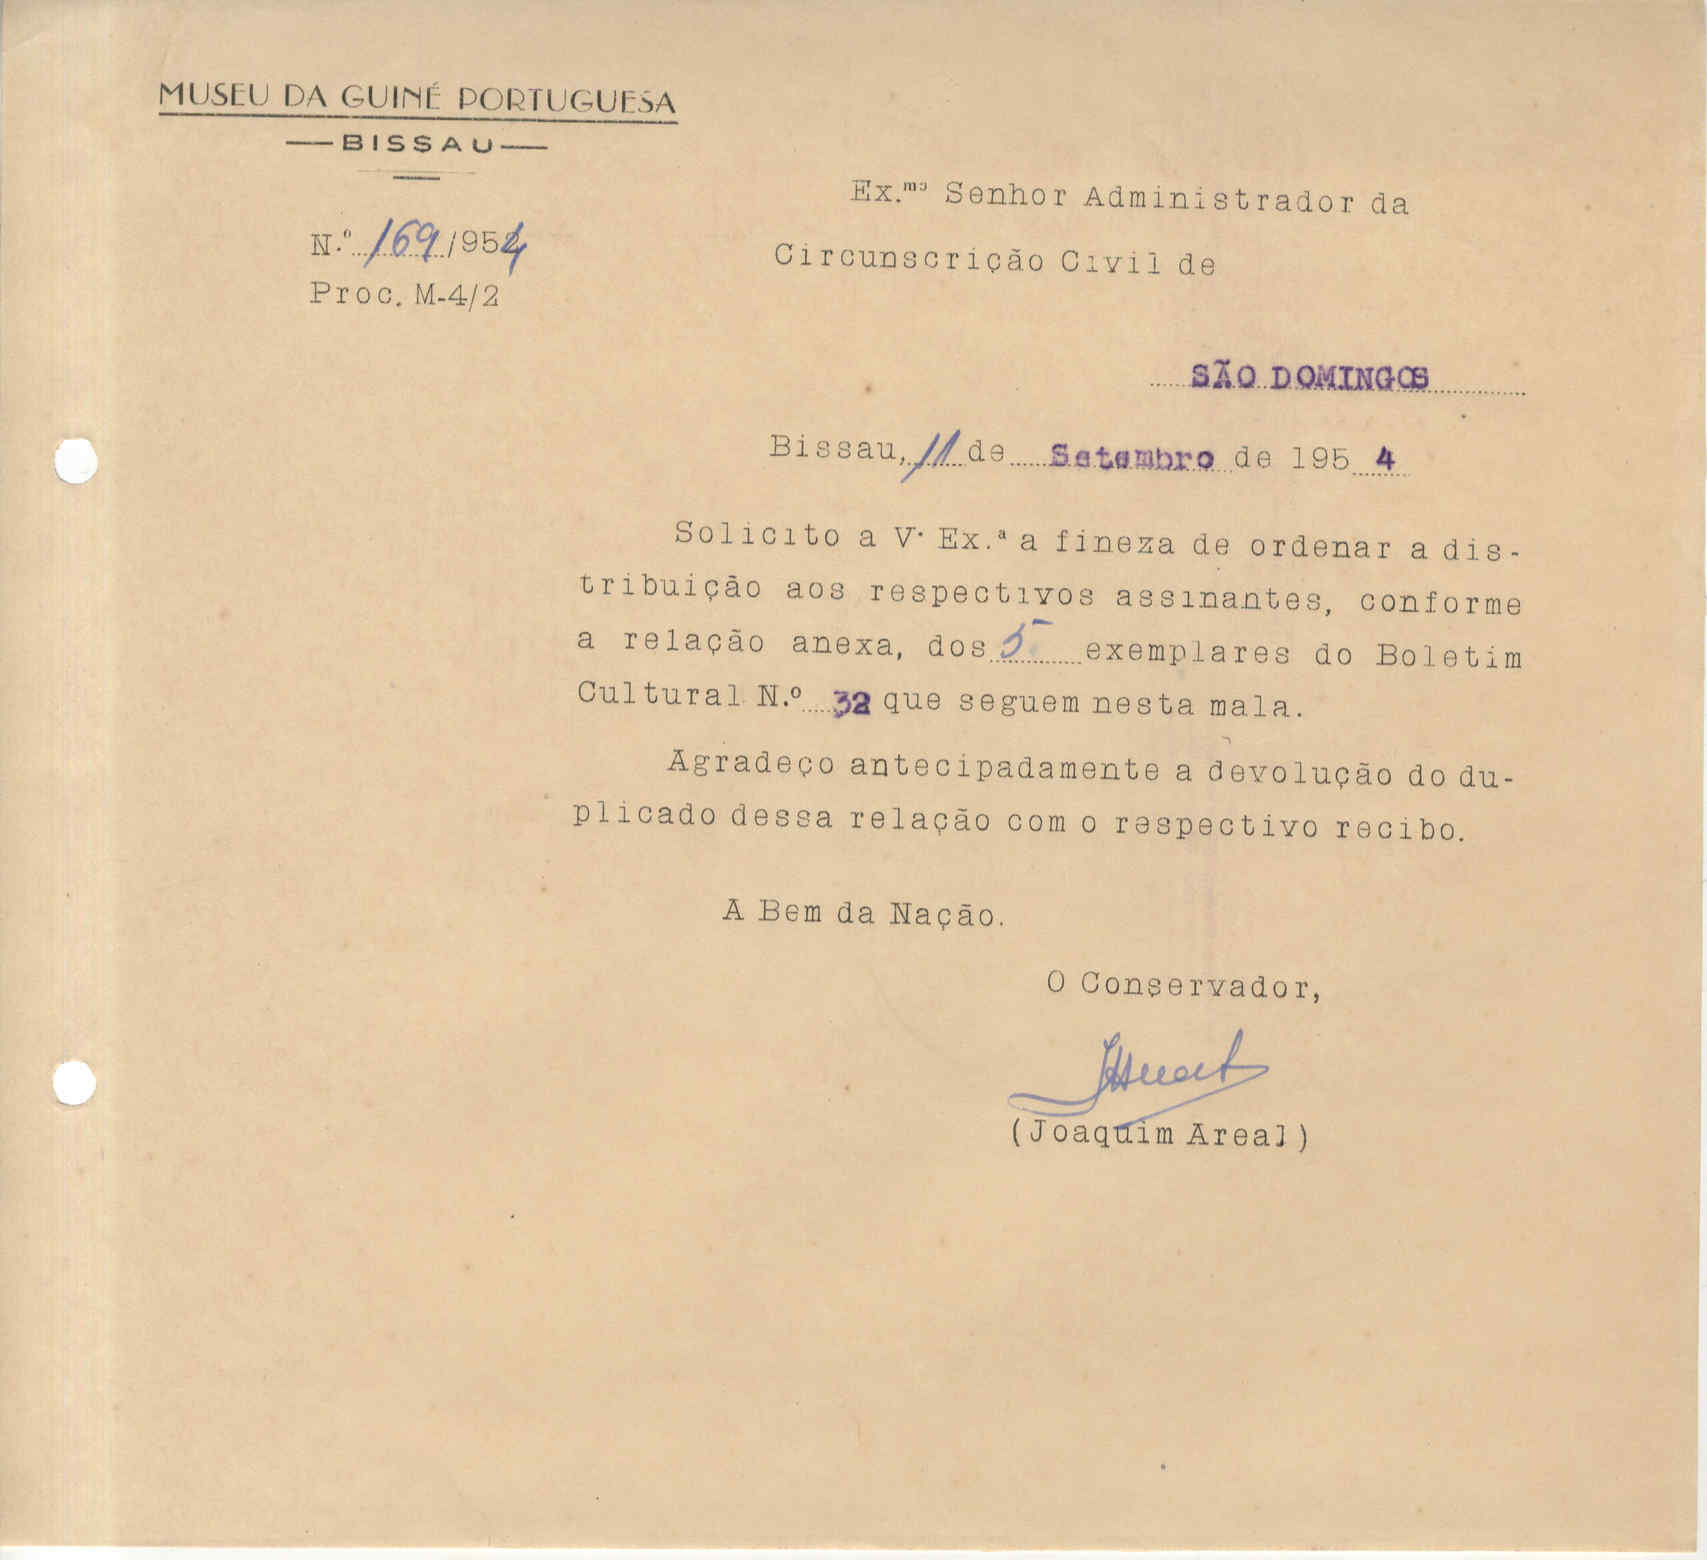 MUSEU DA GUINÉ PORTUGUESA
BISSAU
N.º 169/954
Proc. M-4/2
Ex.mo Senhor Administrador da
Circunscrição Civil de
SÃO DOMINGOS
Bissau, 11 de Setembro de 1954
Solicito a V. Ex.ª a fineza de ordenar a dis-
tribuição aos respectivos assinantes, conforme
a relação anexa, dos 5 exemplares do Boletim
Cultural N.º 32 que seguem nesta mala.
Agradeço antecipadamente a devolução do du-
plicado dessa relação com o respectivo recibo.
A Bem da Nação.
O Conservador,
(Joaquim Areal)